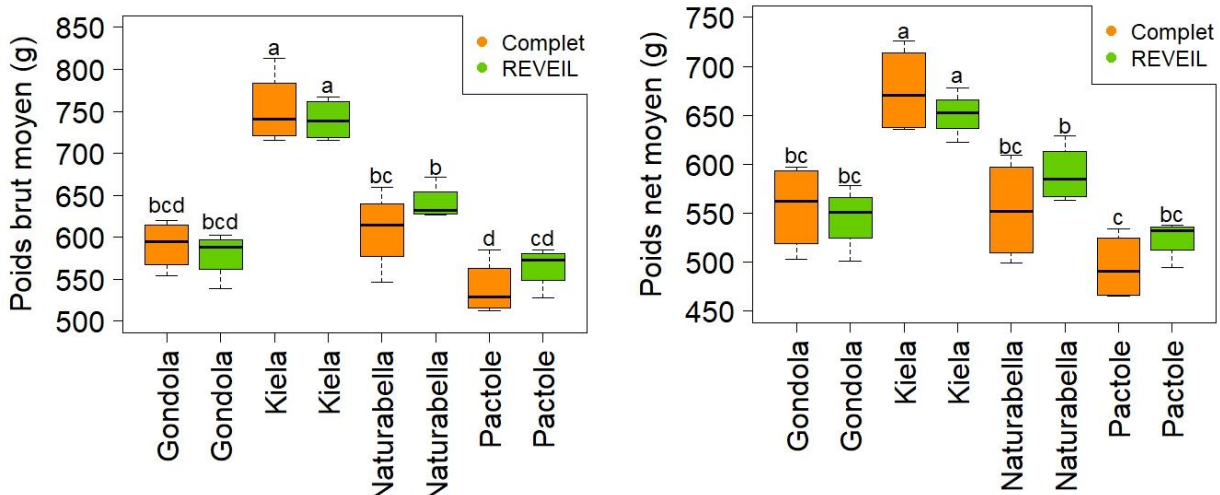 Poids brut moyen (g)
850
800
750
700
650
600
550
500
Complet
REVEIL
bcd
bcd
a
a
bc
b
d
cd
Gondola
Gondola
Kiela
Kiela
Naturabella
Naturabella
Pactole
Pactole
Poids net moyen (g)
750
700
650
600
550
500
450
Complet
REVEIL
bc
bc
a
a
bc
b
c
bc
Gondola
Gondola
Kiela
Kiela
Naturabella
Naturabella
Pactole
Pactole